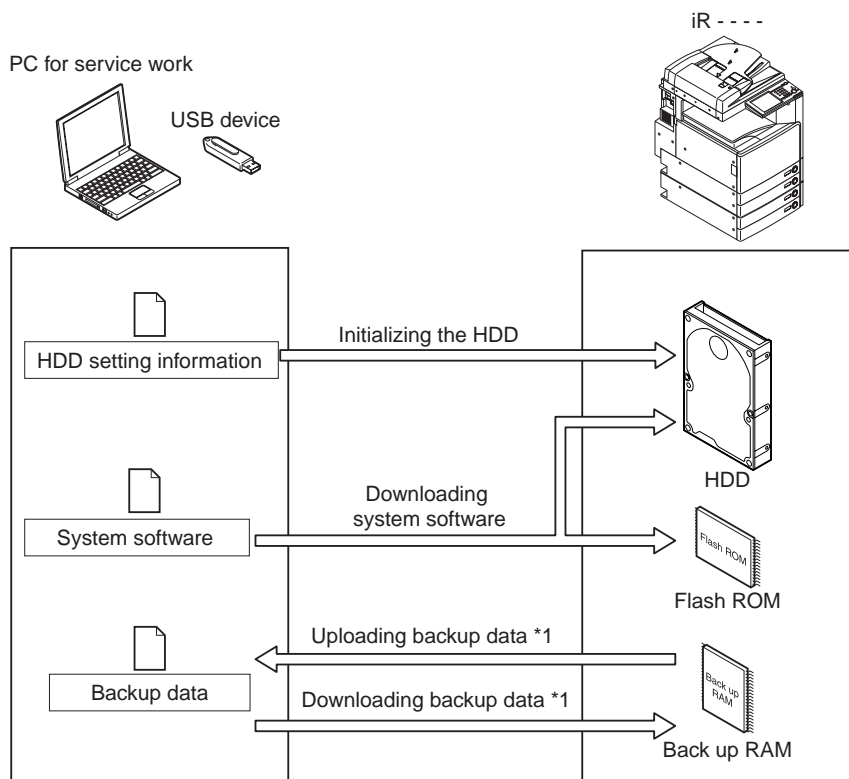 iR - - - -
PC for service work
USB device
Initializing the HDD
HDD setting information
HDD
Downloading
system software
System software
Flash ROM
Flash ROM
Uploading backup data *1
Backup data
Downloading backup data *1
Back up
RAM
Back up RAM